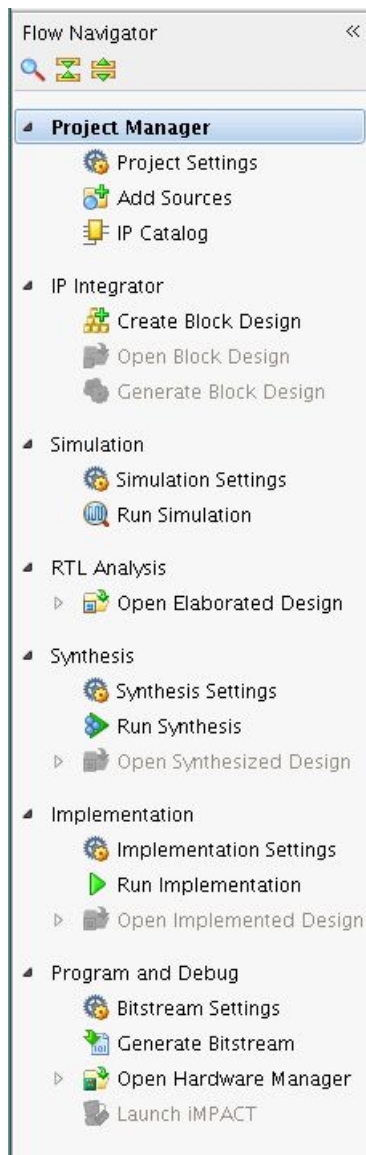 Flow Navigator
Project Manager
Project Settings
Add Sources
IP Catalog
IP Integrator
Create Block Design
Open Block Design
Generate Block Design
Simulation
Simulation Settings
Run Simulation
RTL Analysis
Open Elaborated Design
Synthesis
Synthesis Settings
Run Synthesis
Open Synthesized Design
Implementation
Implementation Settings
Run Implementation
Open Implemented Design
Program and Debug
Bitstream Settings
Generate Bitstream
Open Hardware Manager
Launch iMPACT